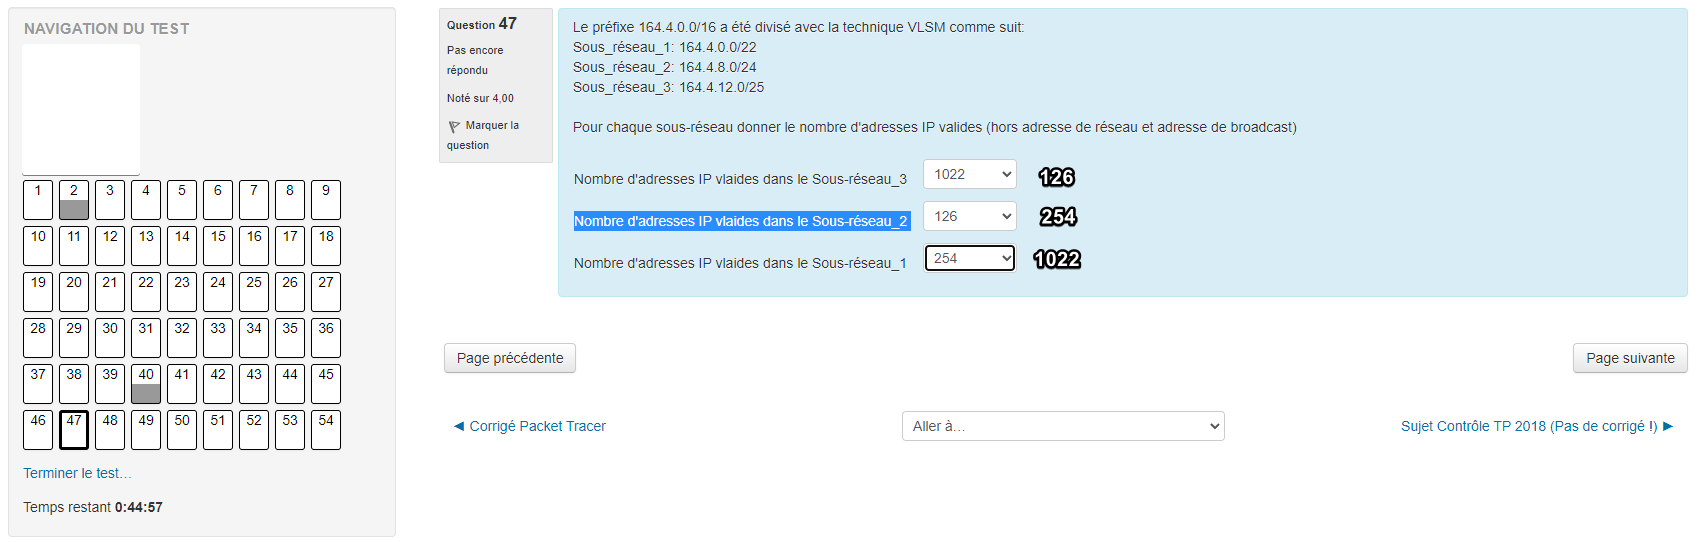 NAVIGATION DU TEST
1 2 3 4 5 6 7 8 9
10 11 12 13 14 15 16 17 18
19 20 21 22 23 24 25 26 27
28 29 30 31 32 33 34 35 36
37 38 39 40 41 42 43 44 45
46 47 48 49 50 51 52 53 54
Terminer le test…
Temps restant 0:44:57
Question 47
Pas encore
répondu
Noté sur 4,00
Marquer la
question
Le préfixe 164.4.0.0/16 a été divisé avec la technique VLSM comme suit:
Sous_réseau_1: 164.4.0.0/22
Sous_réseau_2: 164.4.8.0/24
Sous_réseau_3: 164.4.12.0/25
Pour chaque sous-réseau donner le nombre d'adresses IP valides (hors adresse de réseau et adresse de broadcast)
Nombre d'adresses IP vlaides dans le Sous-réseau_3 1022 126
Nombre d'adresses IP vlaides dans le Sous-réseau_2 126 254
Nombre d'adresses IP vlaides dans le Sous-réseau_1 254 1022
Page précédente Page suivante
◄ Corrigé Packet Tracer Aller à… Sujet Contrôle TP 2018 (Pas de corrigé !) ►